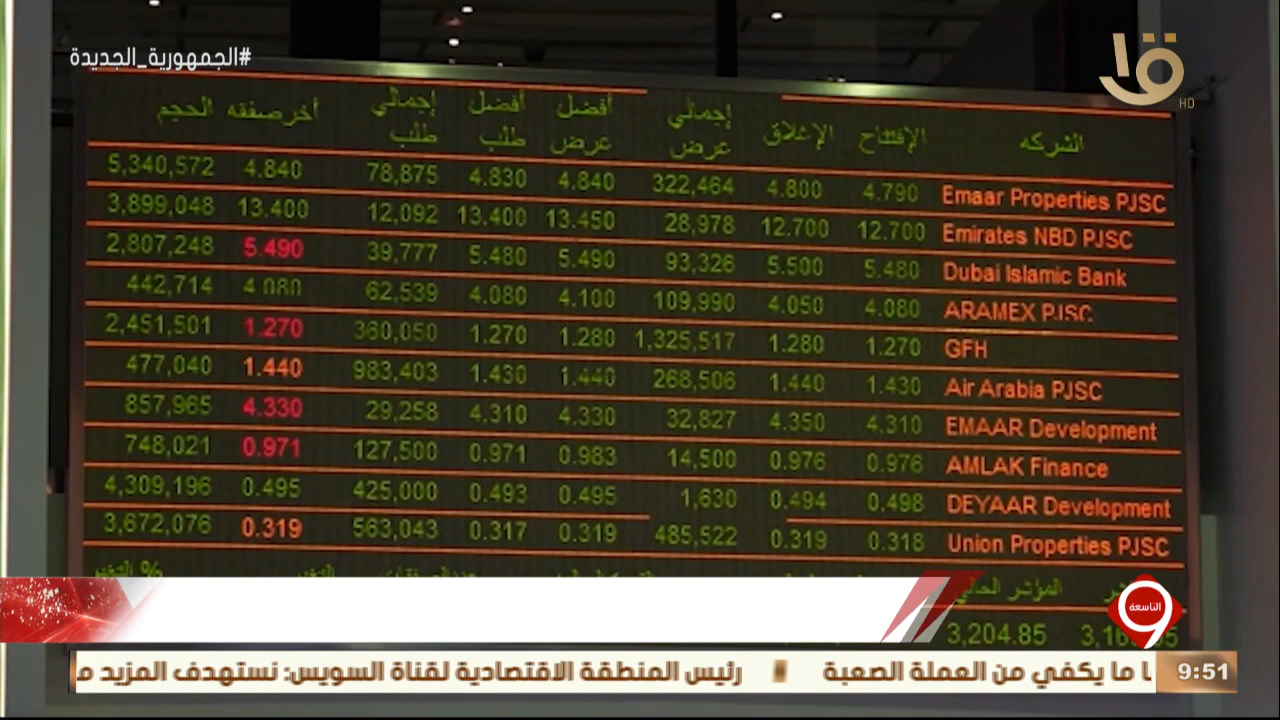 #الجمهورية_الجديدة
HD
الشركه الإفتتاح الإغلاق إجمالي عرض أفضل عرض أفضل طلب إجمالي طلب أخرصفقه الحجم
Emaar Properties PJSC 4.790 4.800 322,464 4.840 4.830 78,875 4.840 5,340,572
Emirates NBD PJSC 12.700 12.700 28,978 13.450 13.400 12,092 13.400 3,899,048
Dubai Islamic Bank 5.480 5.500 93,326 5.490 5.480 39,777 5.490 2,807,248
ARAMEX PJSC 4.080 4.050 109,990 4.100 4.080 62,539 4.080 442,714
GFH 1.270 1.280 1,325,517 1.280 1.270 360,050 1.270 2,451,501
Air Arabia PJSC 1.430 1.440 268,506 1.440 1.430 983,403 1.440 477,040
EMAAR Development 4.310 4.350 32,827 4.330 4.310 29,258 4.330 857,965
AMLAK Finance 0.976 0.976 14,500 0.983 0.971 127,500 0.971 748,021
DEYAAR Development 0.498 0.494 1,630 0.495 0.493 425,000 0.495 4,309,196
Union Properties PJSC 0.318 0.319 485,522 0.319 0.317 563,043 0.319 3,672,076
المؤشر الحالي
3,204.85
التاسعة
9
ما يكفي من العملة الصعبة
رئيس المنطقة الاقتصادية لقناة السويس: نستهدف المزيد
9:51